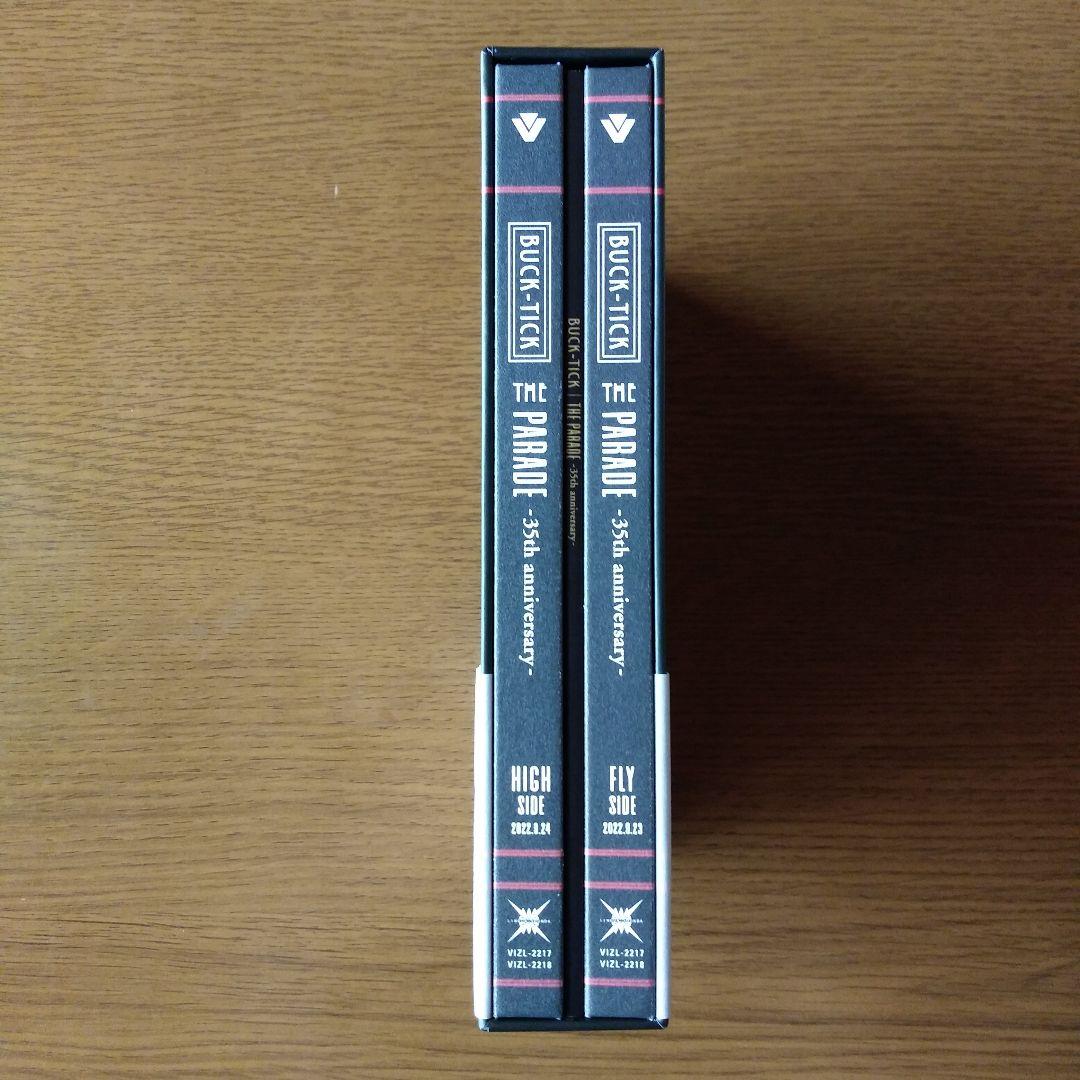 BUCK-TICK
THE PARADE
-35th anniversary-
HIGH
SIDE
2022.9.24
VIZL-2217
VIZL-2218
BUCK-TICK | THE PARADE -35th anniversary-
BUCK-TICK
THE PARADE
-35th anniversary-
FLY
SIDE
2022.9.23
VIZL-2217
VIZL-2218